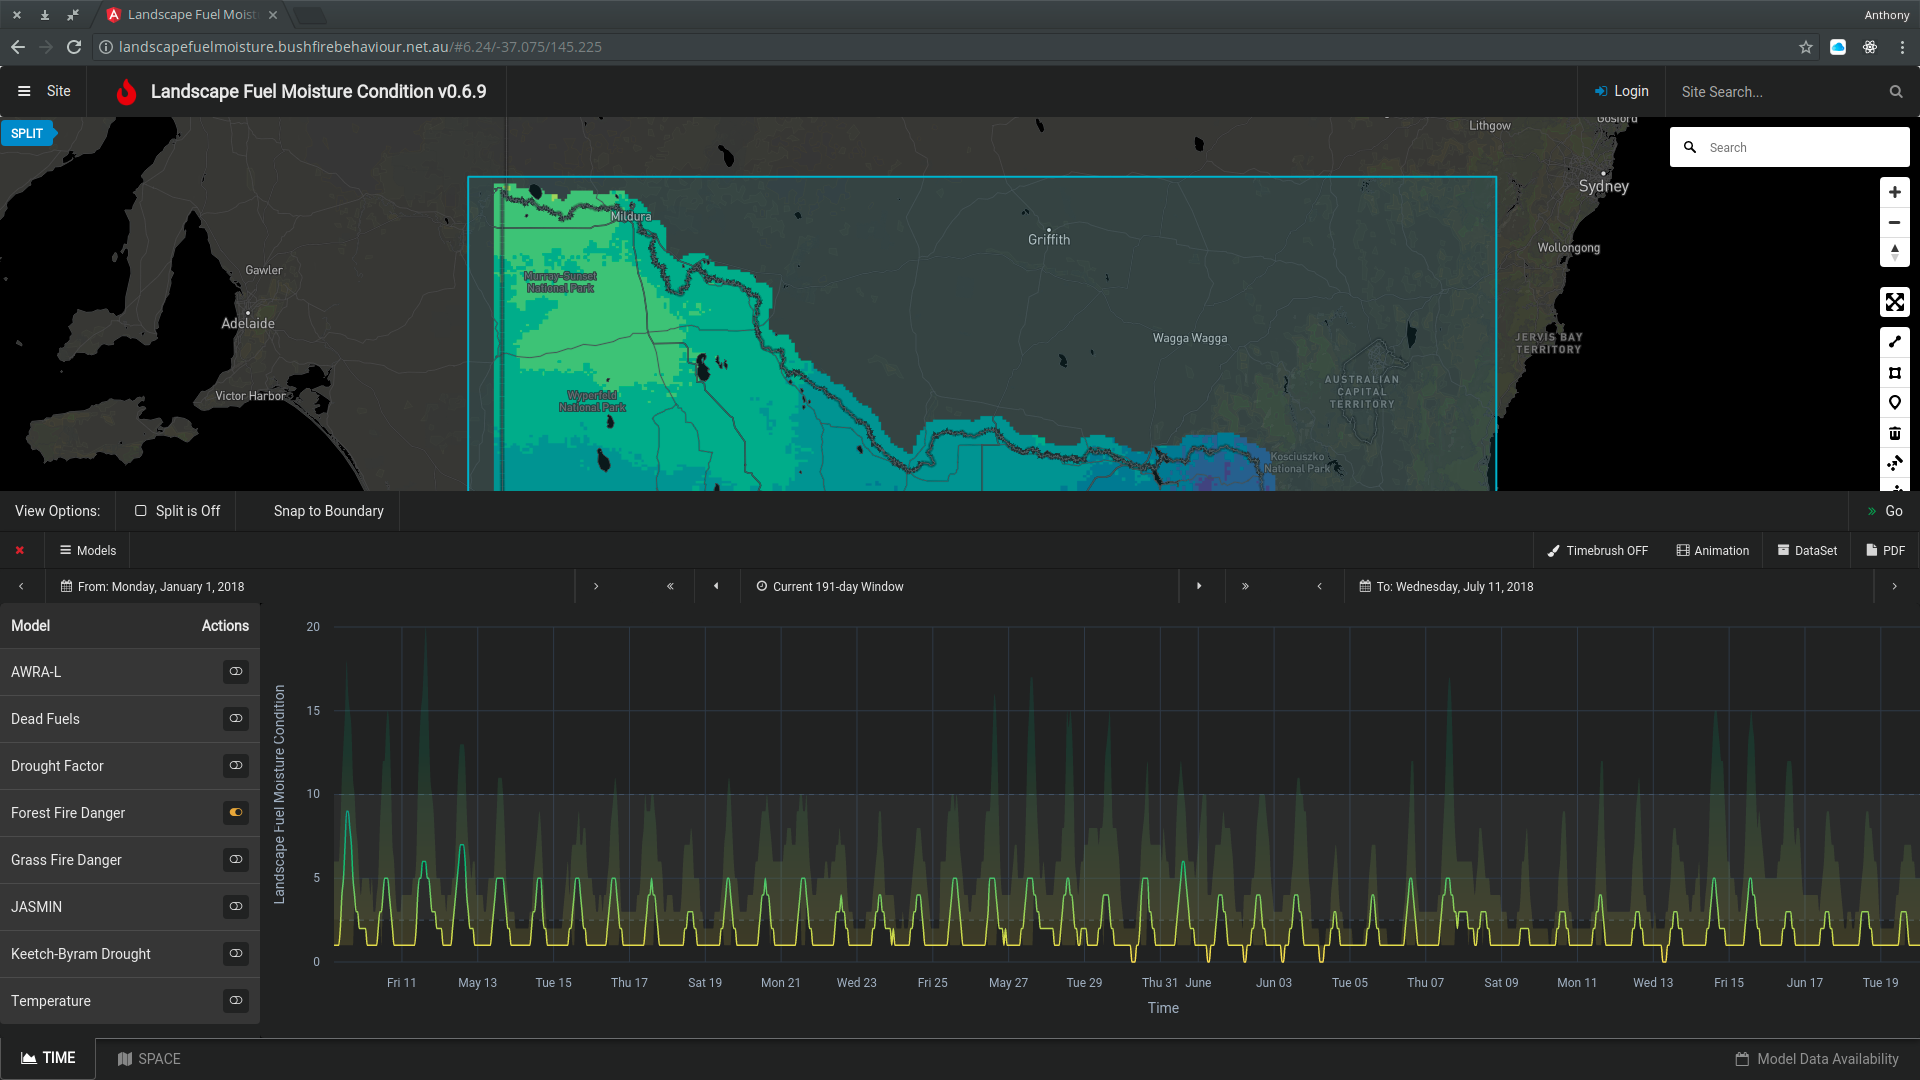 Landscape Fuel Moist
Anthony
landscapefuelmoisture.bushfirebehaviour.net.au/#6.24/-37.075/145.225
Site
Landscape Fuel Moisture Condition v0.6.9
Login
Site Search...
SPLIT
Search
Lithgow
Gosford
Sydney
Wollongong
JERVIS BAY
TERRITORY
Mildura
Griffith
Gawler
Adelaide
Victor Harbor
Murray-Sunset
National Park
Wyperfeld
National Park
Wagga Wagga
AUSTRALIAN
CAPITAL
TERRITORY
Kosciuszko
National Park
View Options:
Split is Off
Snap to Boundary
Go
Models
Timebrush OFF
Animation
DataSet
PDF
From: Monday, January 1, 2018
Current 191-day Window
To: Wednesday, July 11, 2018
Model Actions
AWRA-L
Dead Fuels
Drought Factor
Forest Fire Danger
Grass Fire Danger
JASMIN
Keetch-Byram Drought
Temperature
Landscape Fuel Moisture Condition
20
15
10
5
0
Fri 11 May 13 Tue 15 Thu 17 Sat 19 Mon 21 Wed 23 Fri 25 May 27 Tue 29 Thu 31 June Jun 03 Tue 05 Thu 07 Sat 09 Mon 11 Wed 13 Fri 15 Jun 17 Tue 19
Time
TIME
SPACE
Model Data Availability